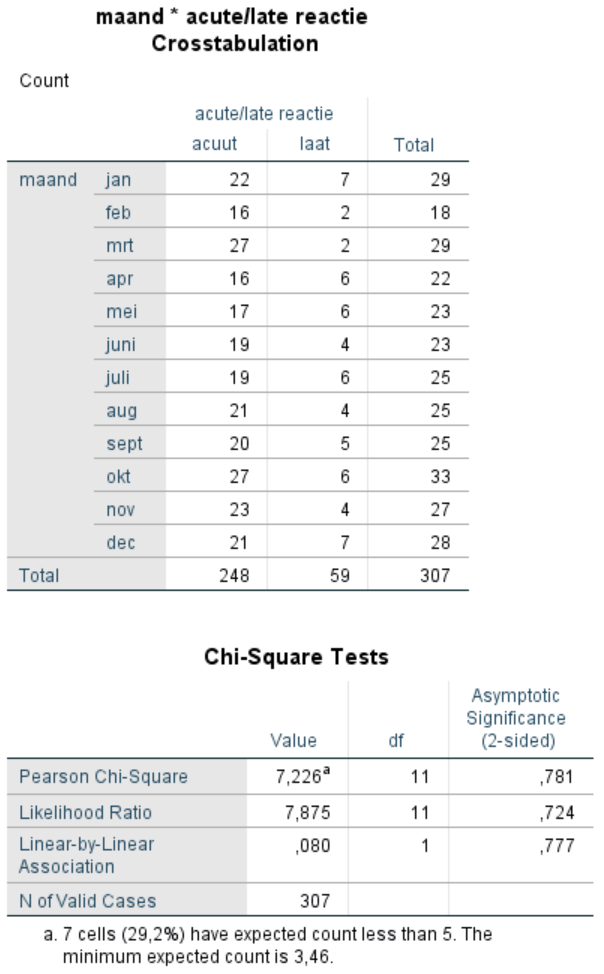 maand * acute/late reactie
Crosstabulation
Count
acute/late reactie
acuut laat Total
maand jan 22 7 29
feb 16 2 18
mrt 27 2 29
apr 16 6 22
mei 17 6 23
juni 19 4 23
juli 19 6 25
aug 21 4 25
sept 20 5 25
okt 27 6 33
nov 23 4 27
dec 21 7 28
Total 248 59 307
Chi-Square Tests
Asymptotic
Significance
Value df (2-sided)
Pearson Chi-Square 7,226a 11 ,781
Likelihood Ratio 7,875 11 ,724
Linear-by-Linear
Association ,080 1 ,777
N of Valid Cases 307
a. 7 cells (29,2%) have expected count less than 5. The
minimum expected count is 3,46.